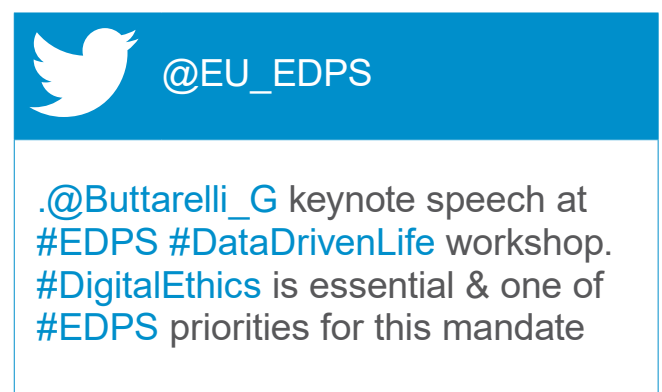 @EU_EDPS
.@Buttarelli_G keynote speech at
#EDPS #DataDrivenLife workshop.
#DigitalEthics is essential & one of
#EDPS priorities for this mandate